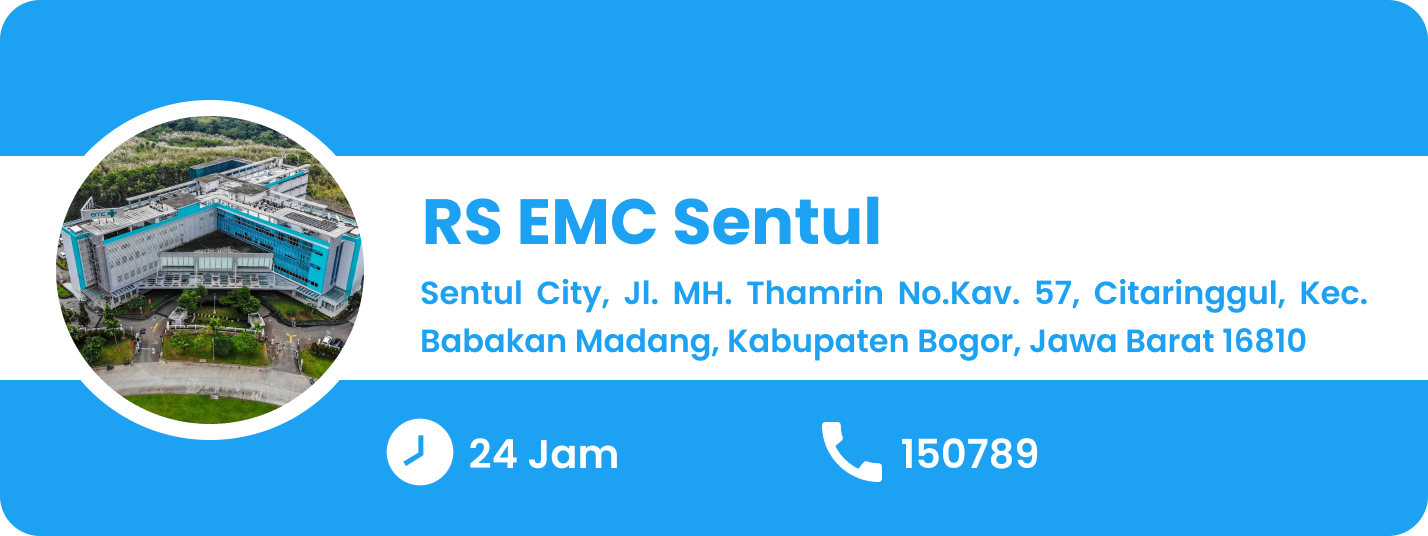 RS EMC Sentul
Sentul City, Jl. MH. Thamrin No.Kav. 57, Citaringgul, Kec.
Babakan Madang, Kabupaten Bogor, Jawa Barat 16810
24 Jam
150789
emc